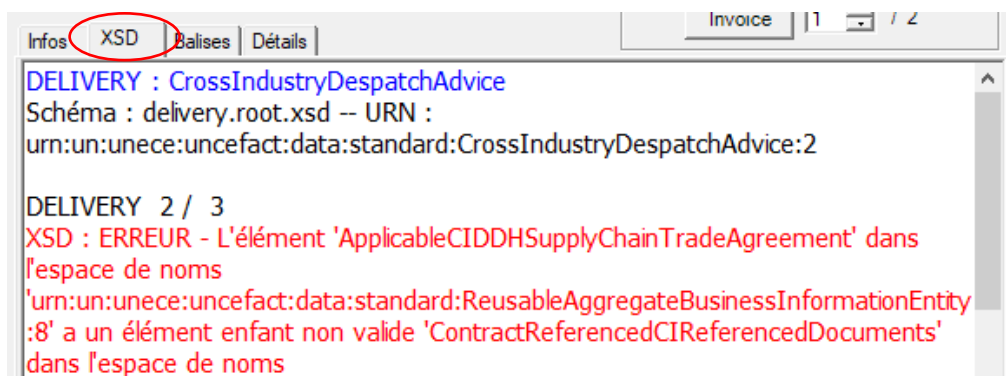 Invoice 1 / 2
Infos XSD Balises Détails
DELIVERY : CrossIndustryDespatchAdvice
Schéma : delivery.root.xsd -- URN :
urn:un:unece:uncefact:data:standard:CrossIndustryDespatchAdvice:2
DELIVERY 2 / 3
XSD : ERREUR - L'élément 'ApplicableCIDDHSupplyChainTradeAgreement' dans
l'espace de noms
'urn:un:unece:uncefact:data:standard:ReusableAggregateBusinessInformationEntity
:8' a un élément enfant non valide 'ContractReferencedCIReferencedDocuments'
dans l'espace de noms